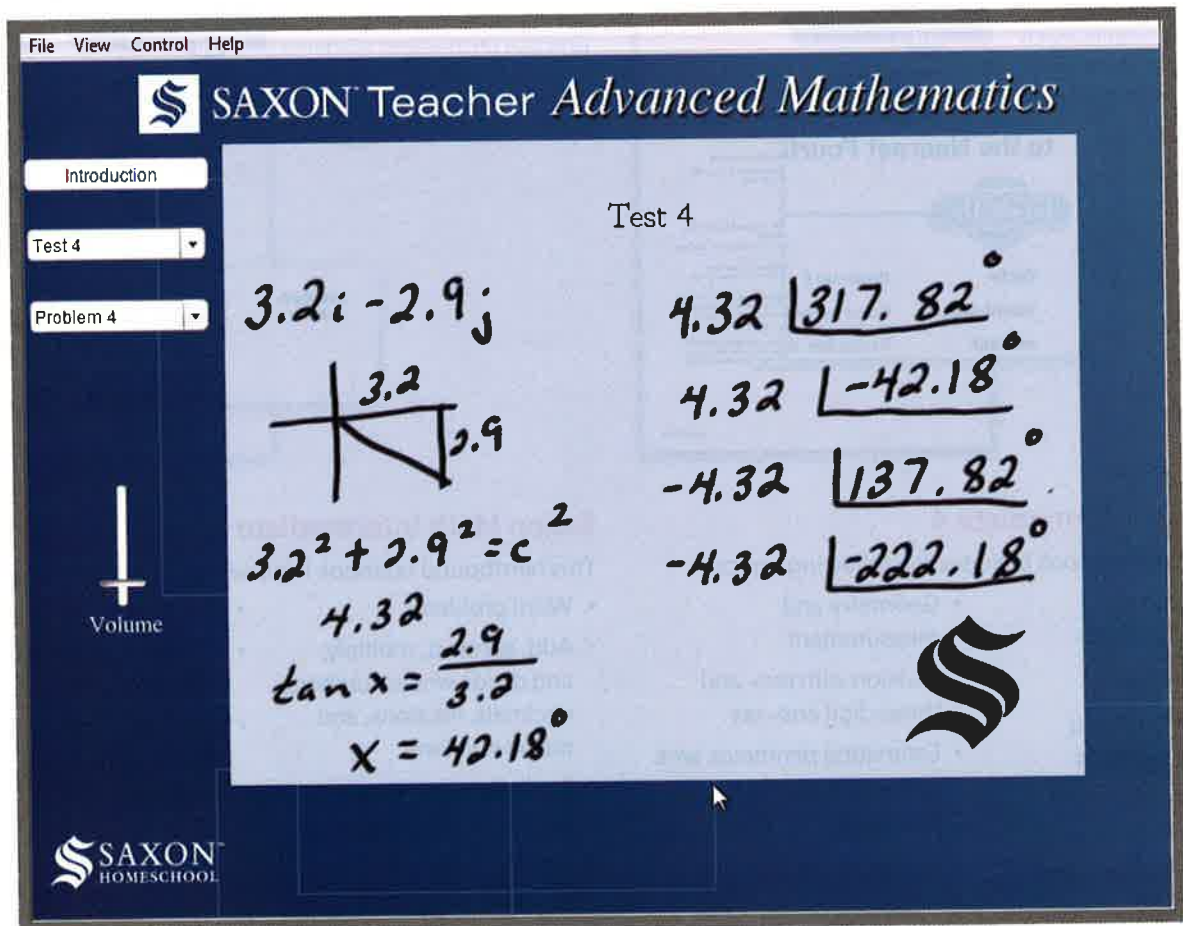 File View Control Help
S SAXON™ Teacher Advanced Mathematics
Introduction
Test 4
Problem 4
Volume
Test 4
3.2i - 2.9j
3.2
2.9
3.2² + 2.9² = c²
4.32
tan x = 2.9/3.2
x = 42.18°
4.32 ∠317.82°
4.32 ∠-42.18°
-4.32 ∠137.82°
-4.32 ∠-222.18°
S
S SAXON™
HOMESCHOOL